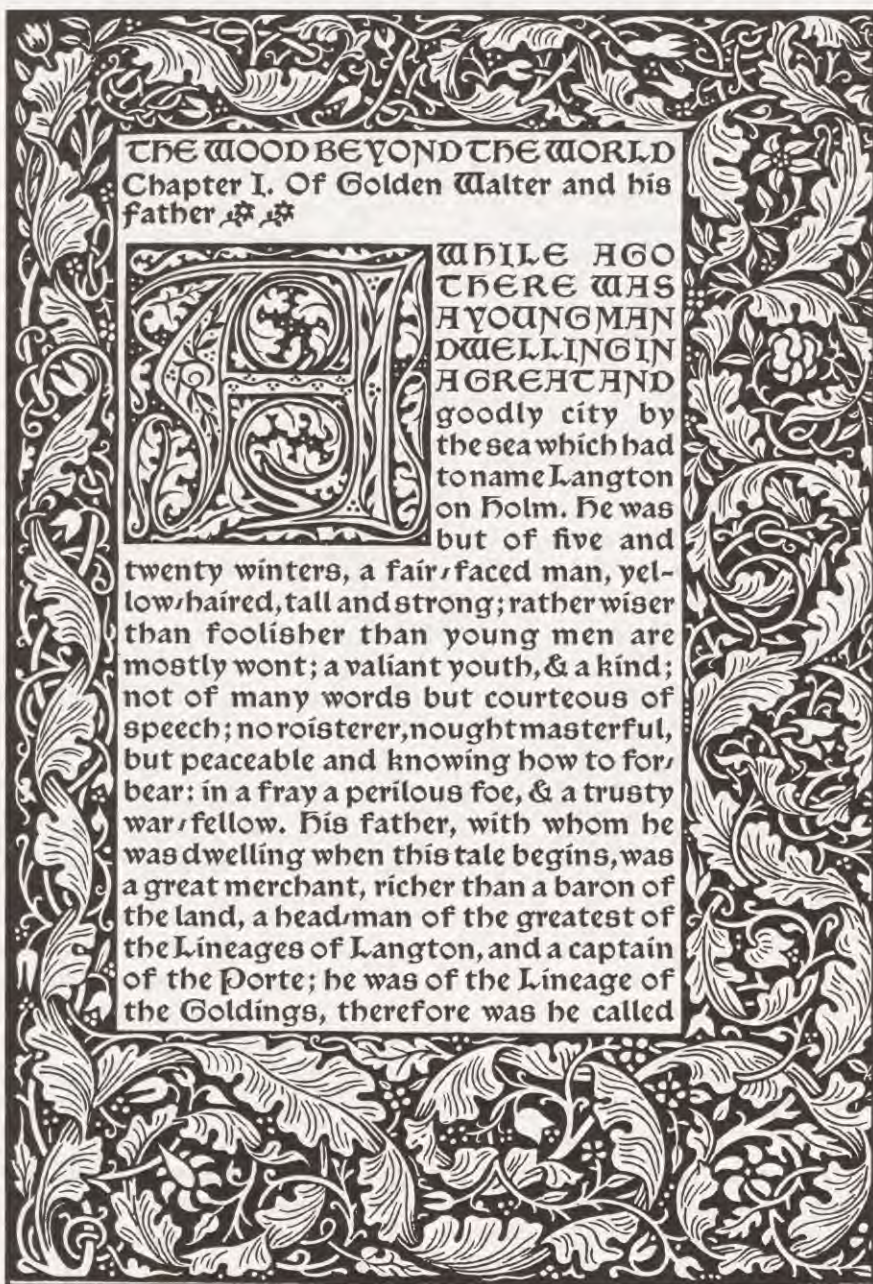 THE WOOD BEYOND THE WORLD
Chapter I. Of Golden Walter and his
father
A WHILE AGO
THERE WAS
A YOUNG MAN
DWELLING IN
A GREAT AND
goodly city by
the sea which had
to name Langton
on Holm. He was
but of five and
twenty winters, a fair-faced man, yel-
low-haired, tall and strong; rather wiser
than foolisher than young men are
mostly wont; a valiant youth, & a kind;
not of many words but courteous of
speech; no roisterer, nought masterful,
but peaceable and knowing how to for-
bear: in a fray a perilous foe, & a trusty
war-fellow. His father, with whom he
was dwelling when this tale begins, was
a great merchant, richer than a baron of
the land, a head-man of the greatest of
the Lineages of Langton, and a captain
of the Porte; he was of the Lineage of
the Goldings, therefore was he called